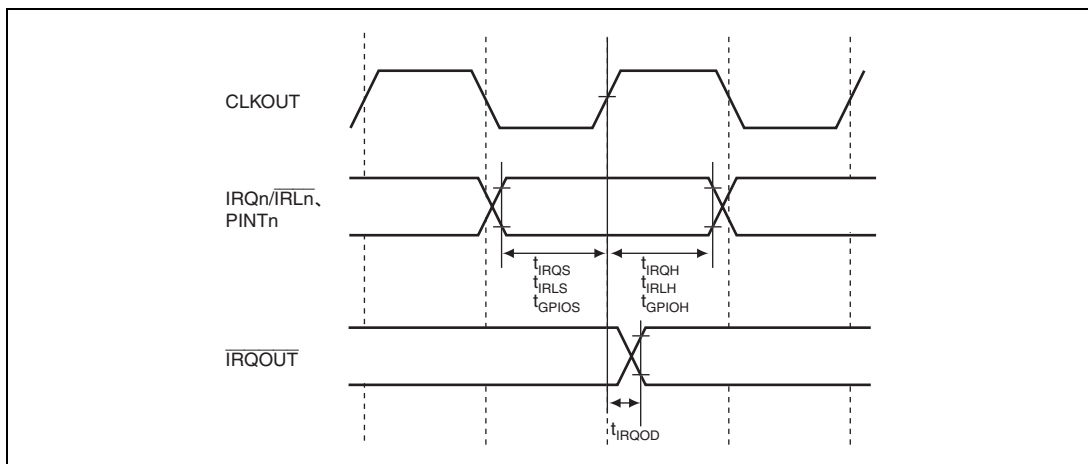 CLKOUT
IRQn/IRLn、
PINTn
tIRQS
tIRLS
tGPIOS
tIRQH
tIRLH
tGPIOH
IRQOUT
tIRQOD